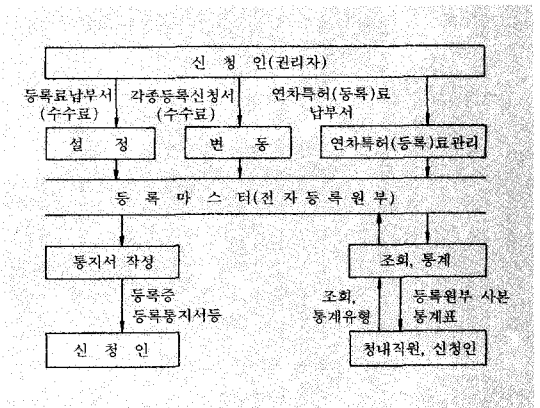 신 청 인(권리자)
등록료납부서 각종등록신청서 연차특허(등록)료
(수수료) (수수료) 납부서
설 정 변 동 연차특허(등록)료관리
등 록 마 스 터(전 자 등 록 원 부)
통지서 작성 조회, 통계
등록증 조회, 등록원부 사본
등록통지서등 통계유형 통계표
신 청 인 청내직원, 신청인